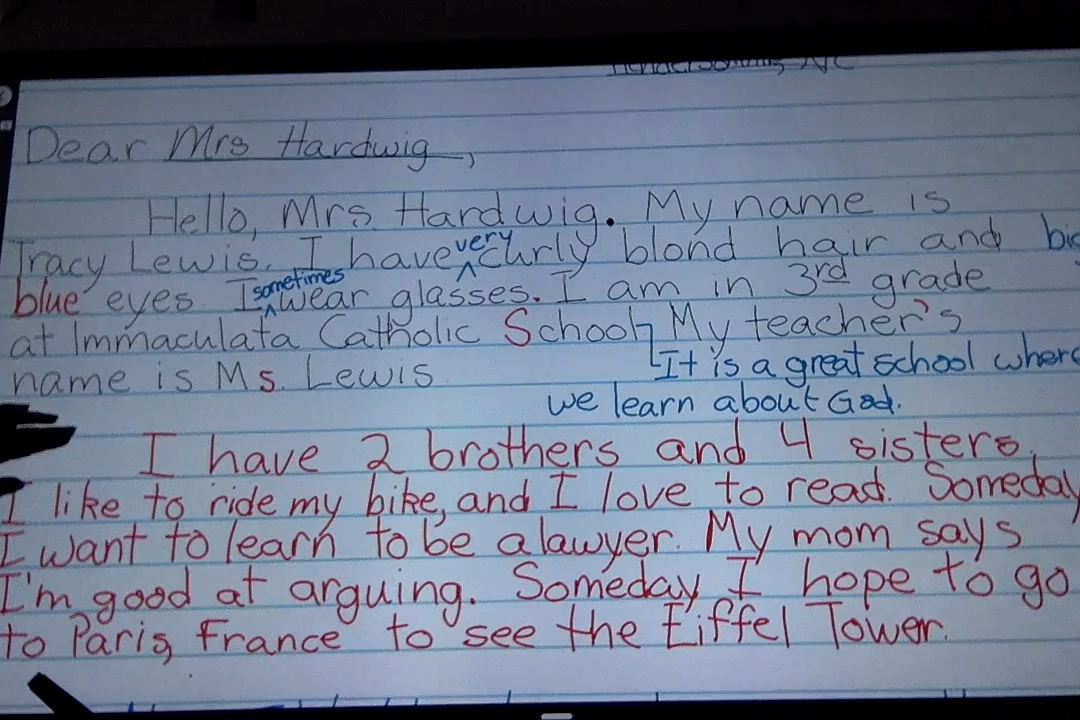 NC
Dear Mrs Hardwig,
Hello, Mrs. Hardwig. My name is
Tracy Lewis. I have very curly blond hair and big
blue eyes. I sometimes wear glasses. I am in 3rd grade
at Immaculata Catholic School. My teacher's
name is Ms. Lewis.
It is a great school where
we learn about God.
I have 2 brothers and 4 sisters.
I like to ride my bike, and I love to read. Someday
I want to learn to be a lawyer. My mom says
I'm good at arguing. Someday I hope to go
to Paris, France to see the Eiffel Tower.